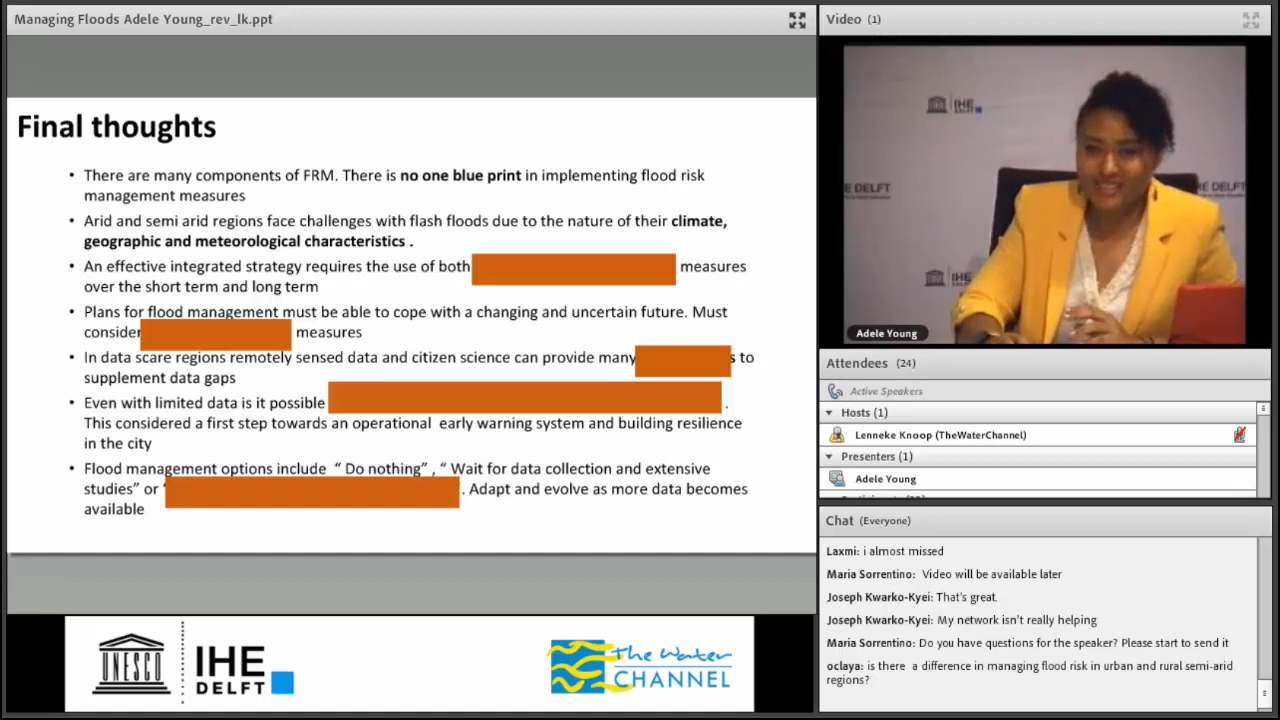 Managing Floods Adele Young_rev_lk.ppt
Final thoughts
• There are many components of FRM. There is no one blue print in implementing flood risk
management measures
• Arid and semi arid regions face challenges with flash floods due to the nature of their climate,
geographic and meteorological characteristics .
• An effective integrated strategy requires the use of both measures
over the short term and long term
• Plans for flood management must be able to cope with a changing and uncertain future. Must
consider measures
• In data scare regions remotely sensed data and citizen science can provide many s to
supplement data gaps
• Even with limited data is it possible .
This considered a first step towards an operational early warning system and building resilience
in the city
• Flood management options include “ Do nothing” , “ Wait for data collection and extensive
studies” or ‘ . Adapt and evolve as more data becomes
available
UNESCO
IHE
DELFT
The Water
CHANNEL
Video (1)
IHE
IHE DELFT
DELFT
IHE
Adele Young
Attendees (24)
Active Speakers
Hosts (1)
Lenneke Knoop (TheWaterChannel)
Presenters (1)
Adele Young
Chat (Everyone)
Laxmi: i almost missed
Maria Sorrentino: Video will be available later
Joseph Kwarko-Kyei: That's great.
Joseph Kwarko-Kyei: My network isn't really helping
Maria Sorrentino: Do you have questions for the speaker? Please start to send it
oclaya: is there a difference in managing flood risk in urban and rural semi-arid
regions?